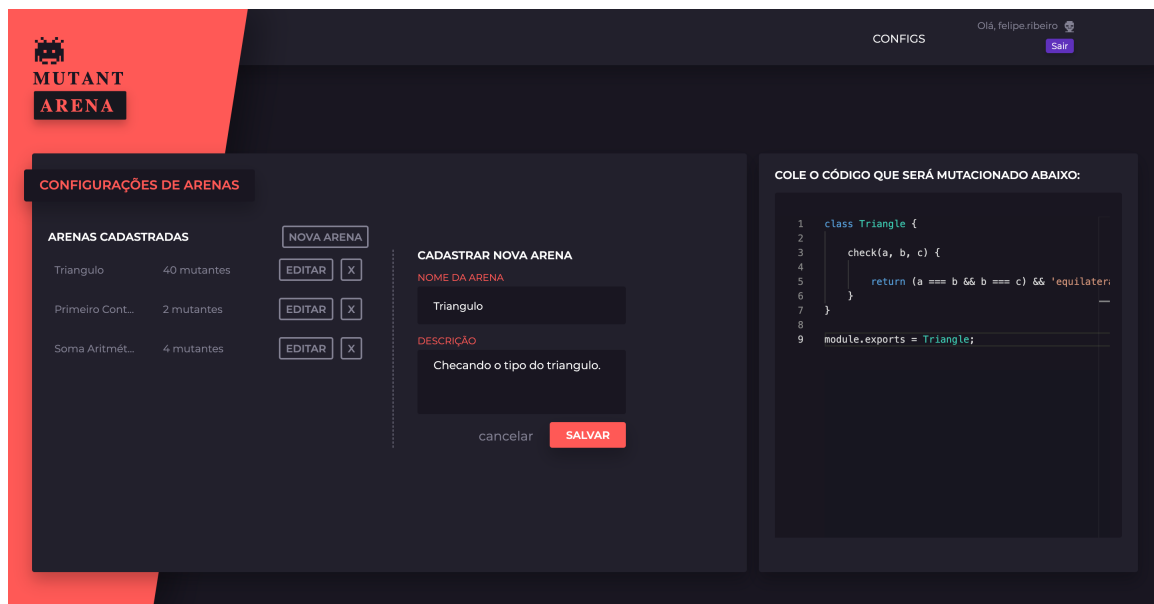 MUTANT
ARENA
CONFIGS
Olá, felipe.ribeiro
Sair
CONFIGURAÇÕES DE ARENAS
ARENAS CADASTRADAS
NOVA ARENA
Triangulo 40 mutantes EDITAR X
Primeiro Cont... 2 mutantes EDITAR X
Soma Aritmét... 4 mutantes EDITAR X
CADASTRAR NOVA ARENA
NOME DA ARENA
Triangulo
DESCRIÇÃO
Checando o tipo do triangulo.
cancelar SALVAR
COLE O CÓDIGO QUE SERÁ MUTACIONADO ABAIXO:
1 class Triangle {
2
3 check(a, b, c) {
4
5 return (a === b && b === c) && 'equilater
6 }
7 }
8
9 module.exports = Triangle;